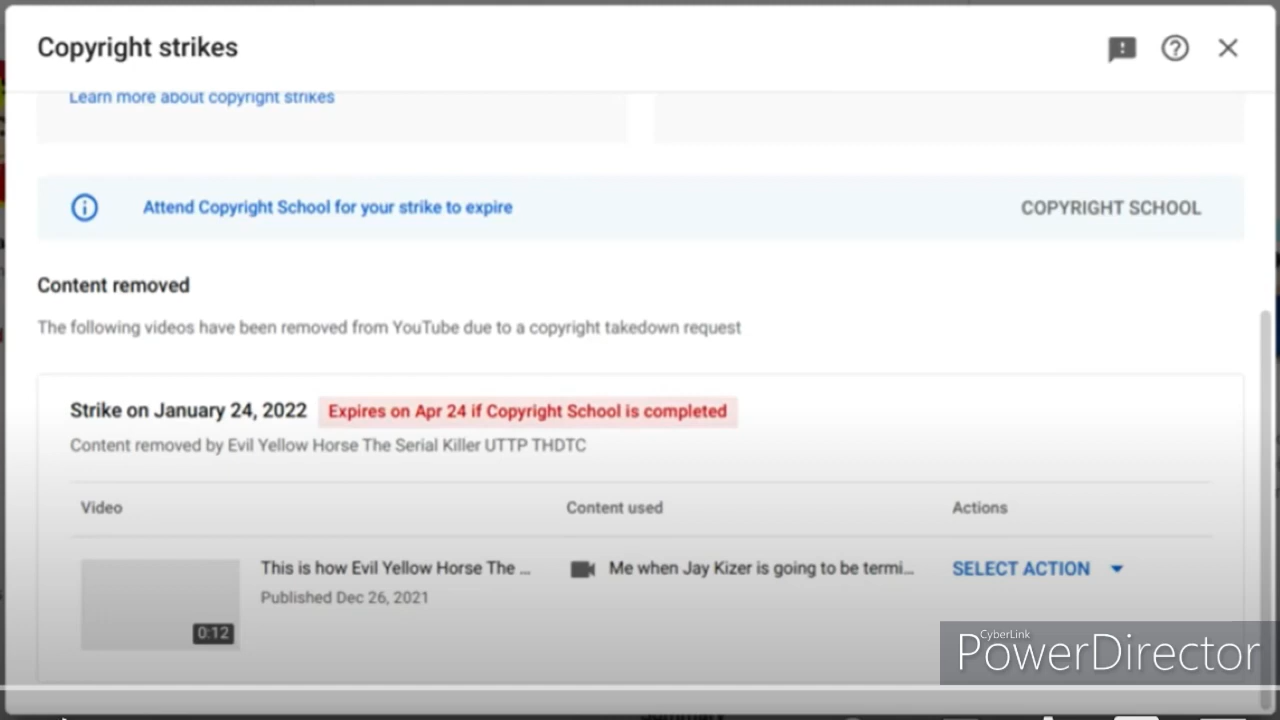 Copyright strikes
Learn more about copyright strikes
Attend Copyright School for your strike to expire
COPYRIGHT SCHOOL
Content removed
The following videos have been removed from YouTube due to a copyright takedown request
Strike on January 24, 2022 Expires on Apr 24 if Copyright School is completed
Content removed by Evil Yellow Horse The Serial Killer UTTP THDTC
Video Content used Actions
This is how Evil Yellow Horse The ... Me when Jay Kizer is going to be termi... SELECT ACTION
Published Dec 26, 2021
0:12
CyberLink
PowerDirector